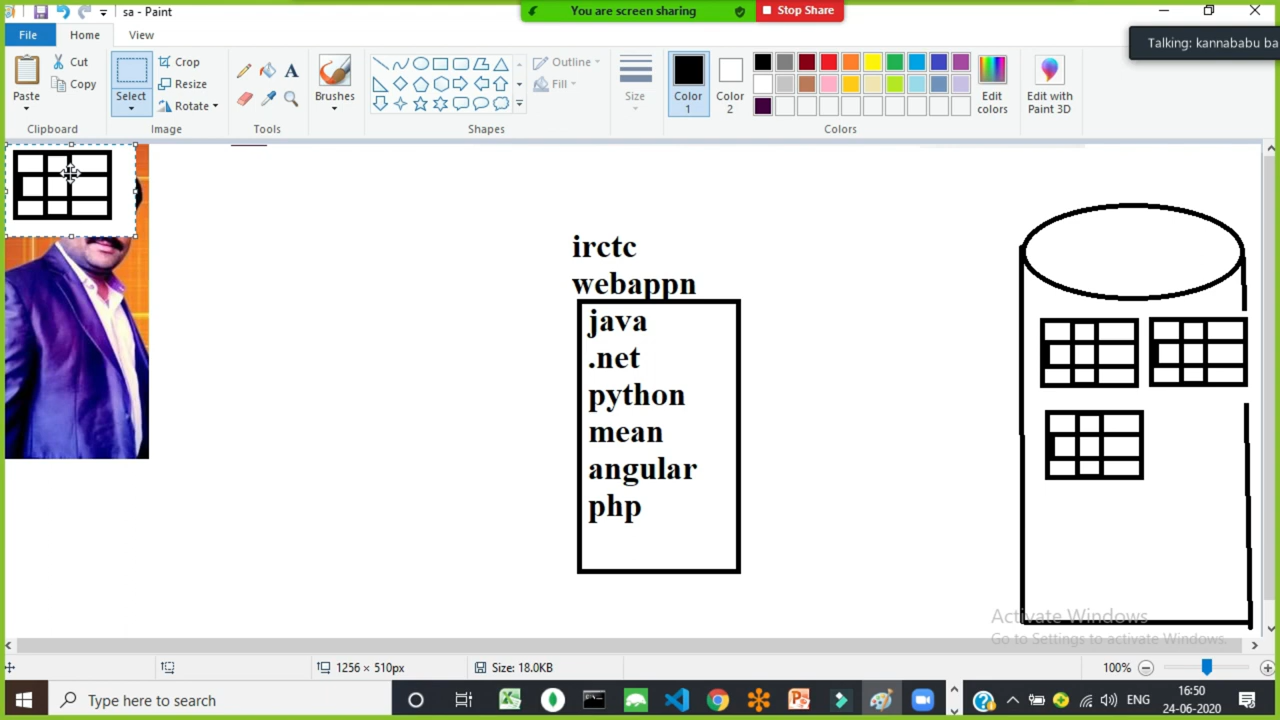 sa - Paint
You are screen sharing
Stop Share
Talking: kannababu ba
File
Home
View
Paste
Cut
Copy
Clipboard
Select
Crop
Resize
Rotate
Image
Tools
Brushes
Shapes
Outline
Fill
Size
Color 1
Color 2
Colors
Edit colors
Edit with Paint 3D
irctc
webappn
java
.net
python
mean
angular
php
Activate Windows
Go to Settings to activate Windows.
1256 × 510px
Size: 18.0KB
100%
Type here to search
ENG
16:50
24-06-2020